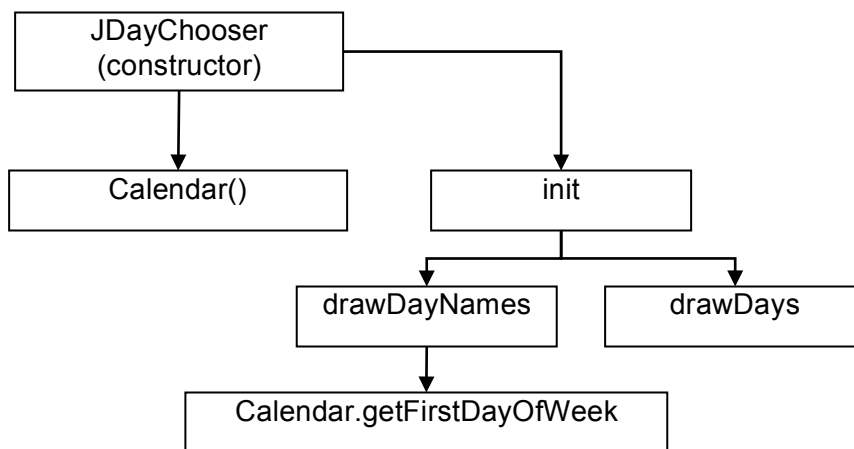 JDayChooser
(constructor)
Calendar()
init
drawDayNames
drawDays
Calendar.getFirstDayOfWeek